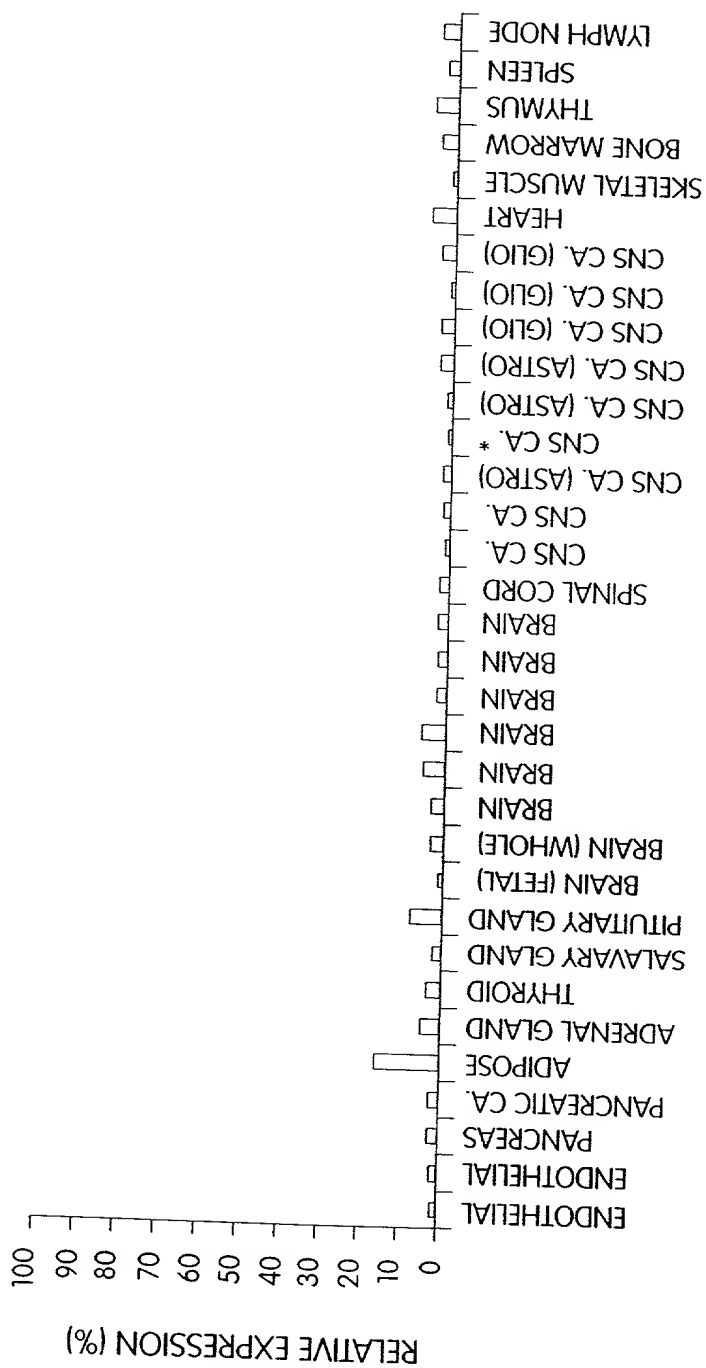 RELATIVE EXPRESSION (%)
100
90
80
70
60
50
40
30
20
10
0
ENDOTHELIAL
ENDOTHELIAL
PANCREAS
PANCREATIC CA.
ADIPOSE
ADRENAL GLAND
THYROID
SALAVARY GLAND
PITUITARY GLAND
BRAIN (FETAL)
BRAIN (WHOLE)
BRAIN
BRAIN
BRAIN
BRAIN
BRAIN
BRAIN
SPINAL CORD
CNS CA.
CNS CA.
CNS CA. (ASTRO)
CNS CA. *
CNS CA. (ASTRO)
CNS CA. (ASTRO)
CNS CA. (GLIO)
CNS CA. (GLIO)
CNS CA. (GLIO)
HEART
SKELETAL MUSCLE
BONE MARROW
THYMUS
SPLEEN
LYMPH NODE